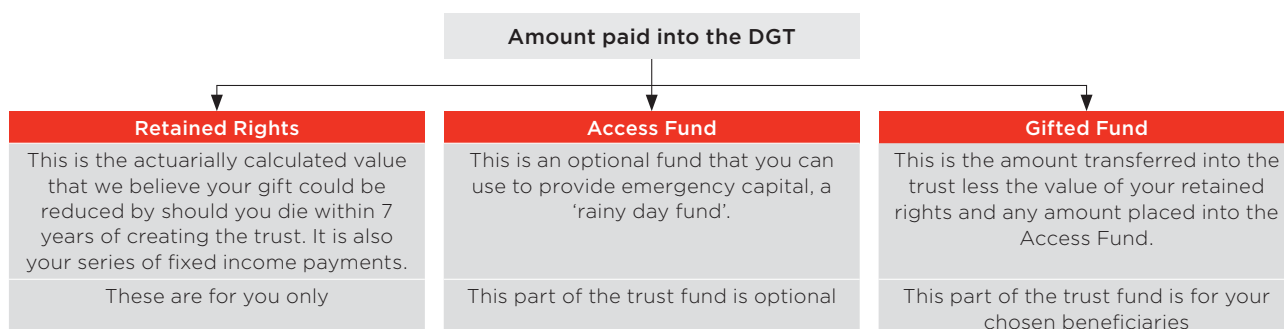 Amount paid into the DGT
Retained Rights
This is the actuarially calculated value
that we believe your gift could be
reduced by should you die within 7
years of creating the trust. It is also
your series of fixed income payments.
These are for you only
Access Fund
This is an optional fund that you can
use to provide emergency capital, a
‘rainy day fund’.
This part of the trust fund is optional
Gifted Fund
This is the amount transferred into the
trust less the value of your retained
rights and any amount placed into the
Access Fund.
This part of the trust fund is for your
chosen beneficiaries